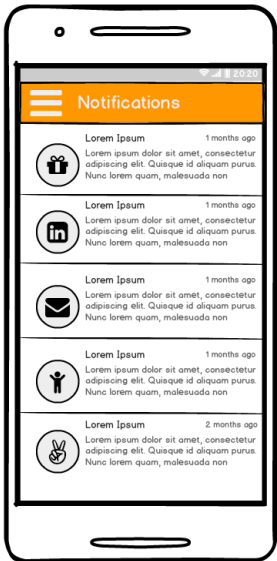 20:20
Notifications
Lorem Ipsum 1 months ago
Lorem ipsum dolor sit amet, consectetur
adipiscing elit. Quisque id aliquam purus.
Nunc lorem quam, malesuada non
Lorem Ipsum 1 months ago
Lorem ipsum dolor sit amet, consectetur
adipiscing elit. Quisque id aliquam purus.
Nunc lorem quam, malesuada non
in
Lorem Ipsum 1 months ago
Lorem ipsum dolor sit amet, consectetur
adipiscing elit. Quisque id aliquam purus.
Nunc lorem quam, malesuada non
Lorem Ipsum 1 months ago
Lorem ipsum dolor sit amet, consectetur
adipiscing elit. Quisque id aliquam purus.
Nunc lorem quam, malesuada non
Lorem Ipsum 2 months ago
Lorem ipsum dolor sit amet, consectetur
adipiscing elit. Quisque id aliquam purus.
Nunc lorem quam, malesuada non